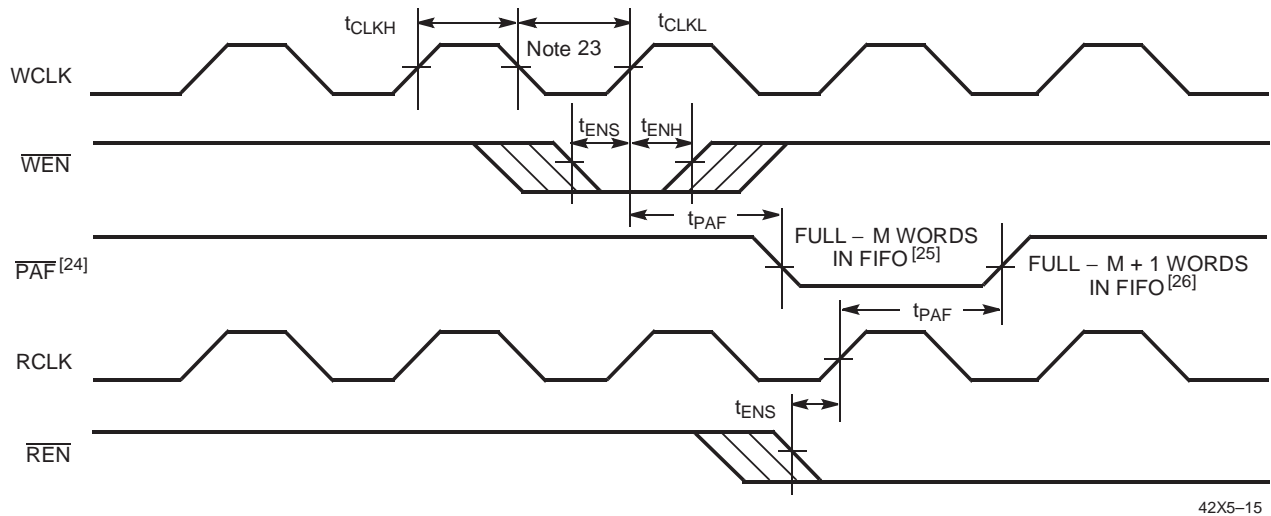 tCLKH
tCLKL
Note 23
WCLK
tENS
tENH
WEN
tPAF
FULL – M WORDS
IN FIFO[25]
PAF[24]
FULL – M + 1 WORDS
IN FIFO[26]
tPAF
RCLK
tENS
REN
42X5–15